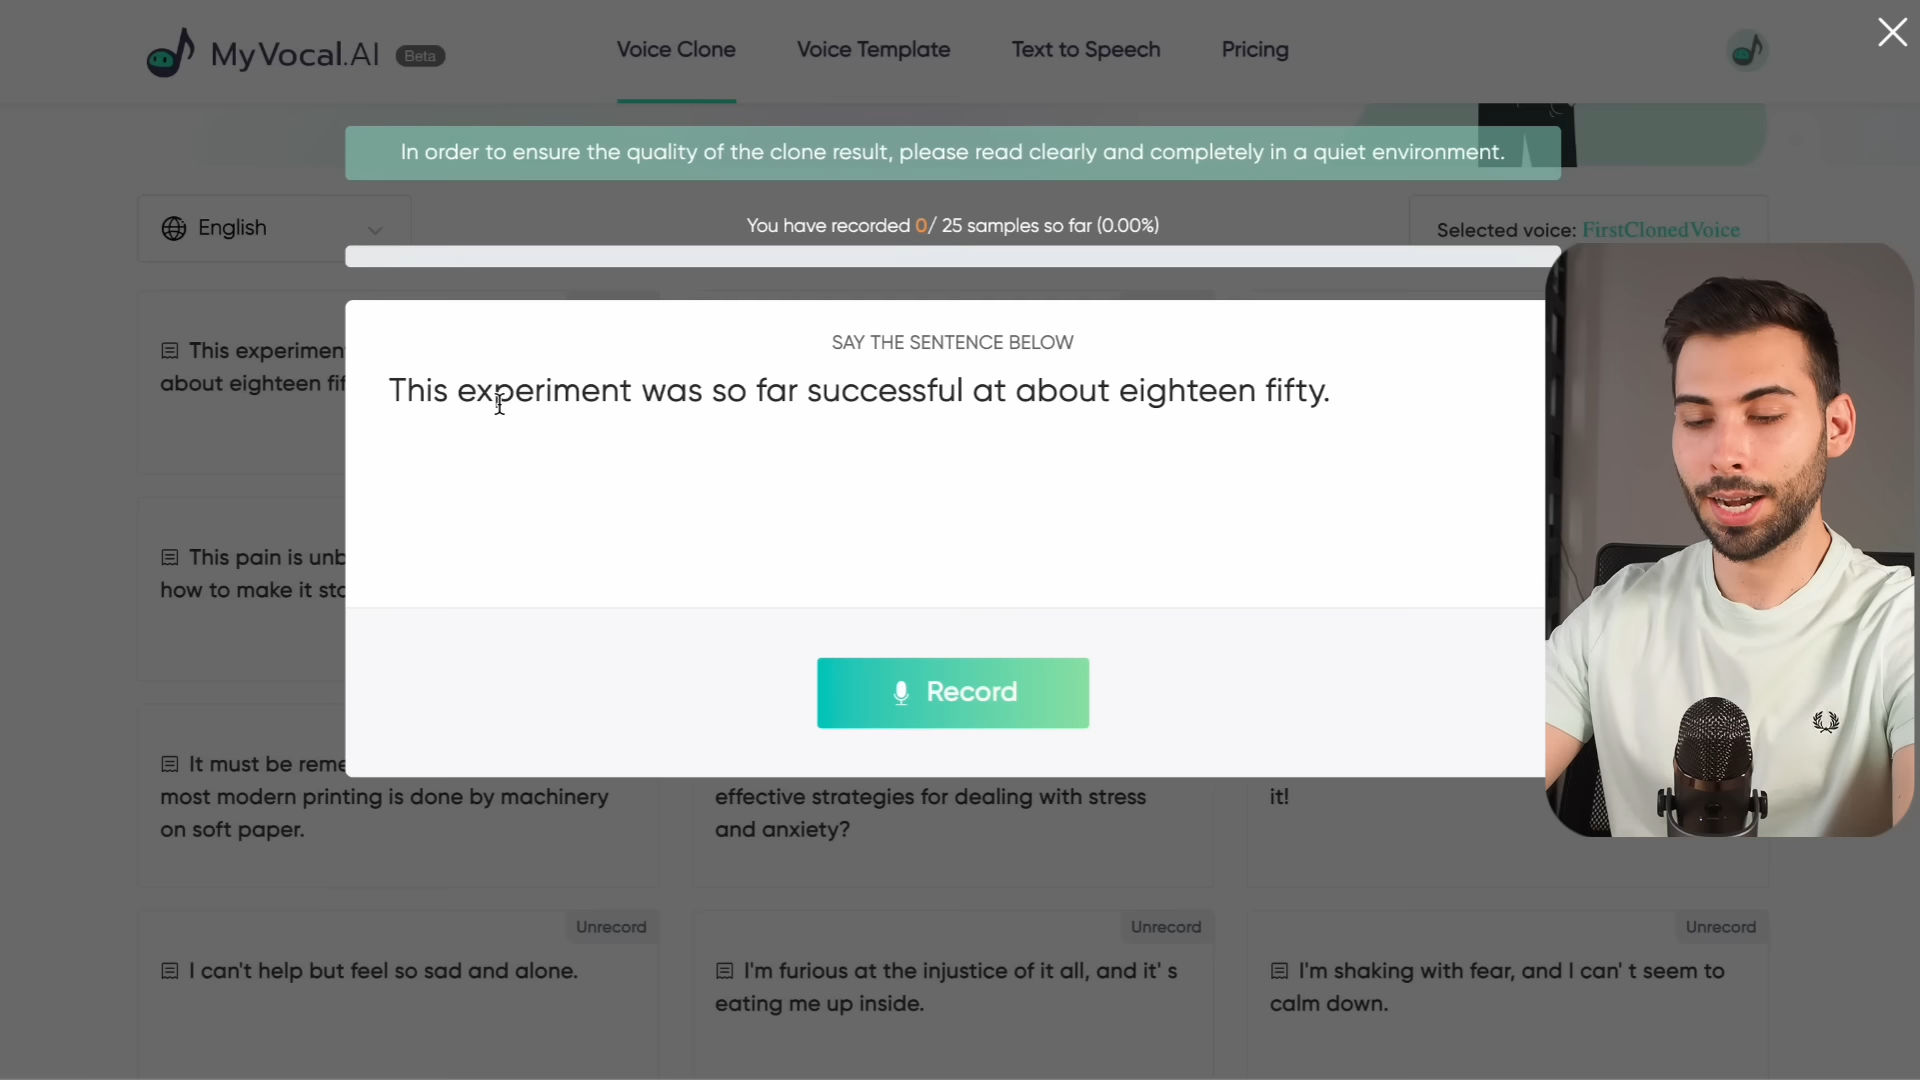 MyVocal.AI Beta
Voice Clone
Voice Template
Text to Speech
Pricing
In order to ensure the quality of the clone result, please read clearly and completely in a quiet environment.
English
You have recorded 0/ 25 samples so far (0.00%)
Selected voice: FirstClonedVoice
SAY THE SENTENCE BELOW
This experiment was so far successful at about eighteen fifty.
Record
This experimen
about eighteen fif
This pain is unb
how to make it sto
It must be reme
most modern printing is done by machinery
on soft paper.
effective strategies for dealing with stress
and anxiety?
it!
Unrecord
I can't help but feel so sad and alone.
Unrecord
I'm furious at the injustice of it all, and it' s
eating me up inside.
Unrecord
I'm shaking with fear, and I can' t seem to
calm down.